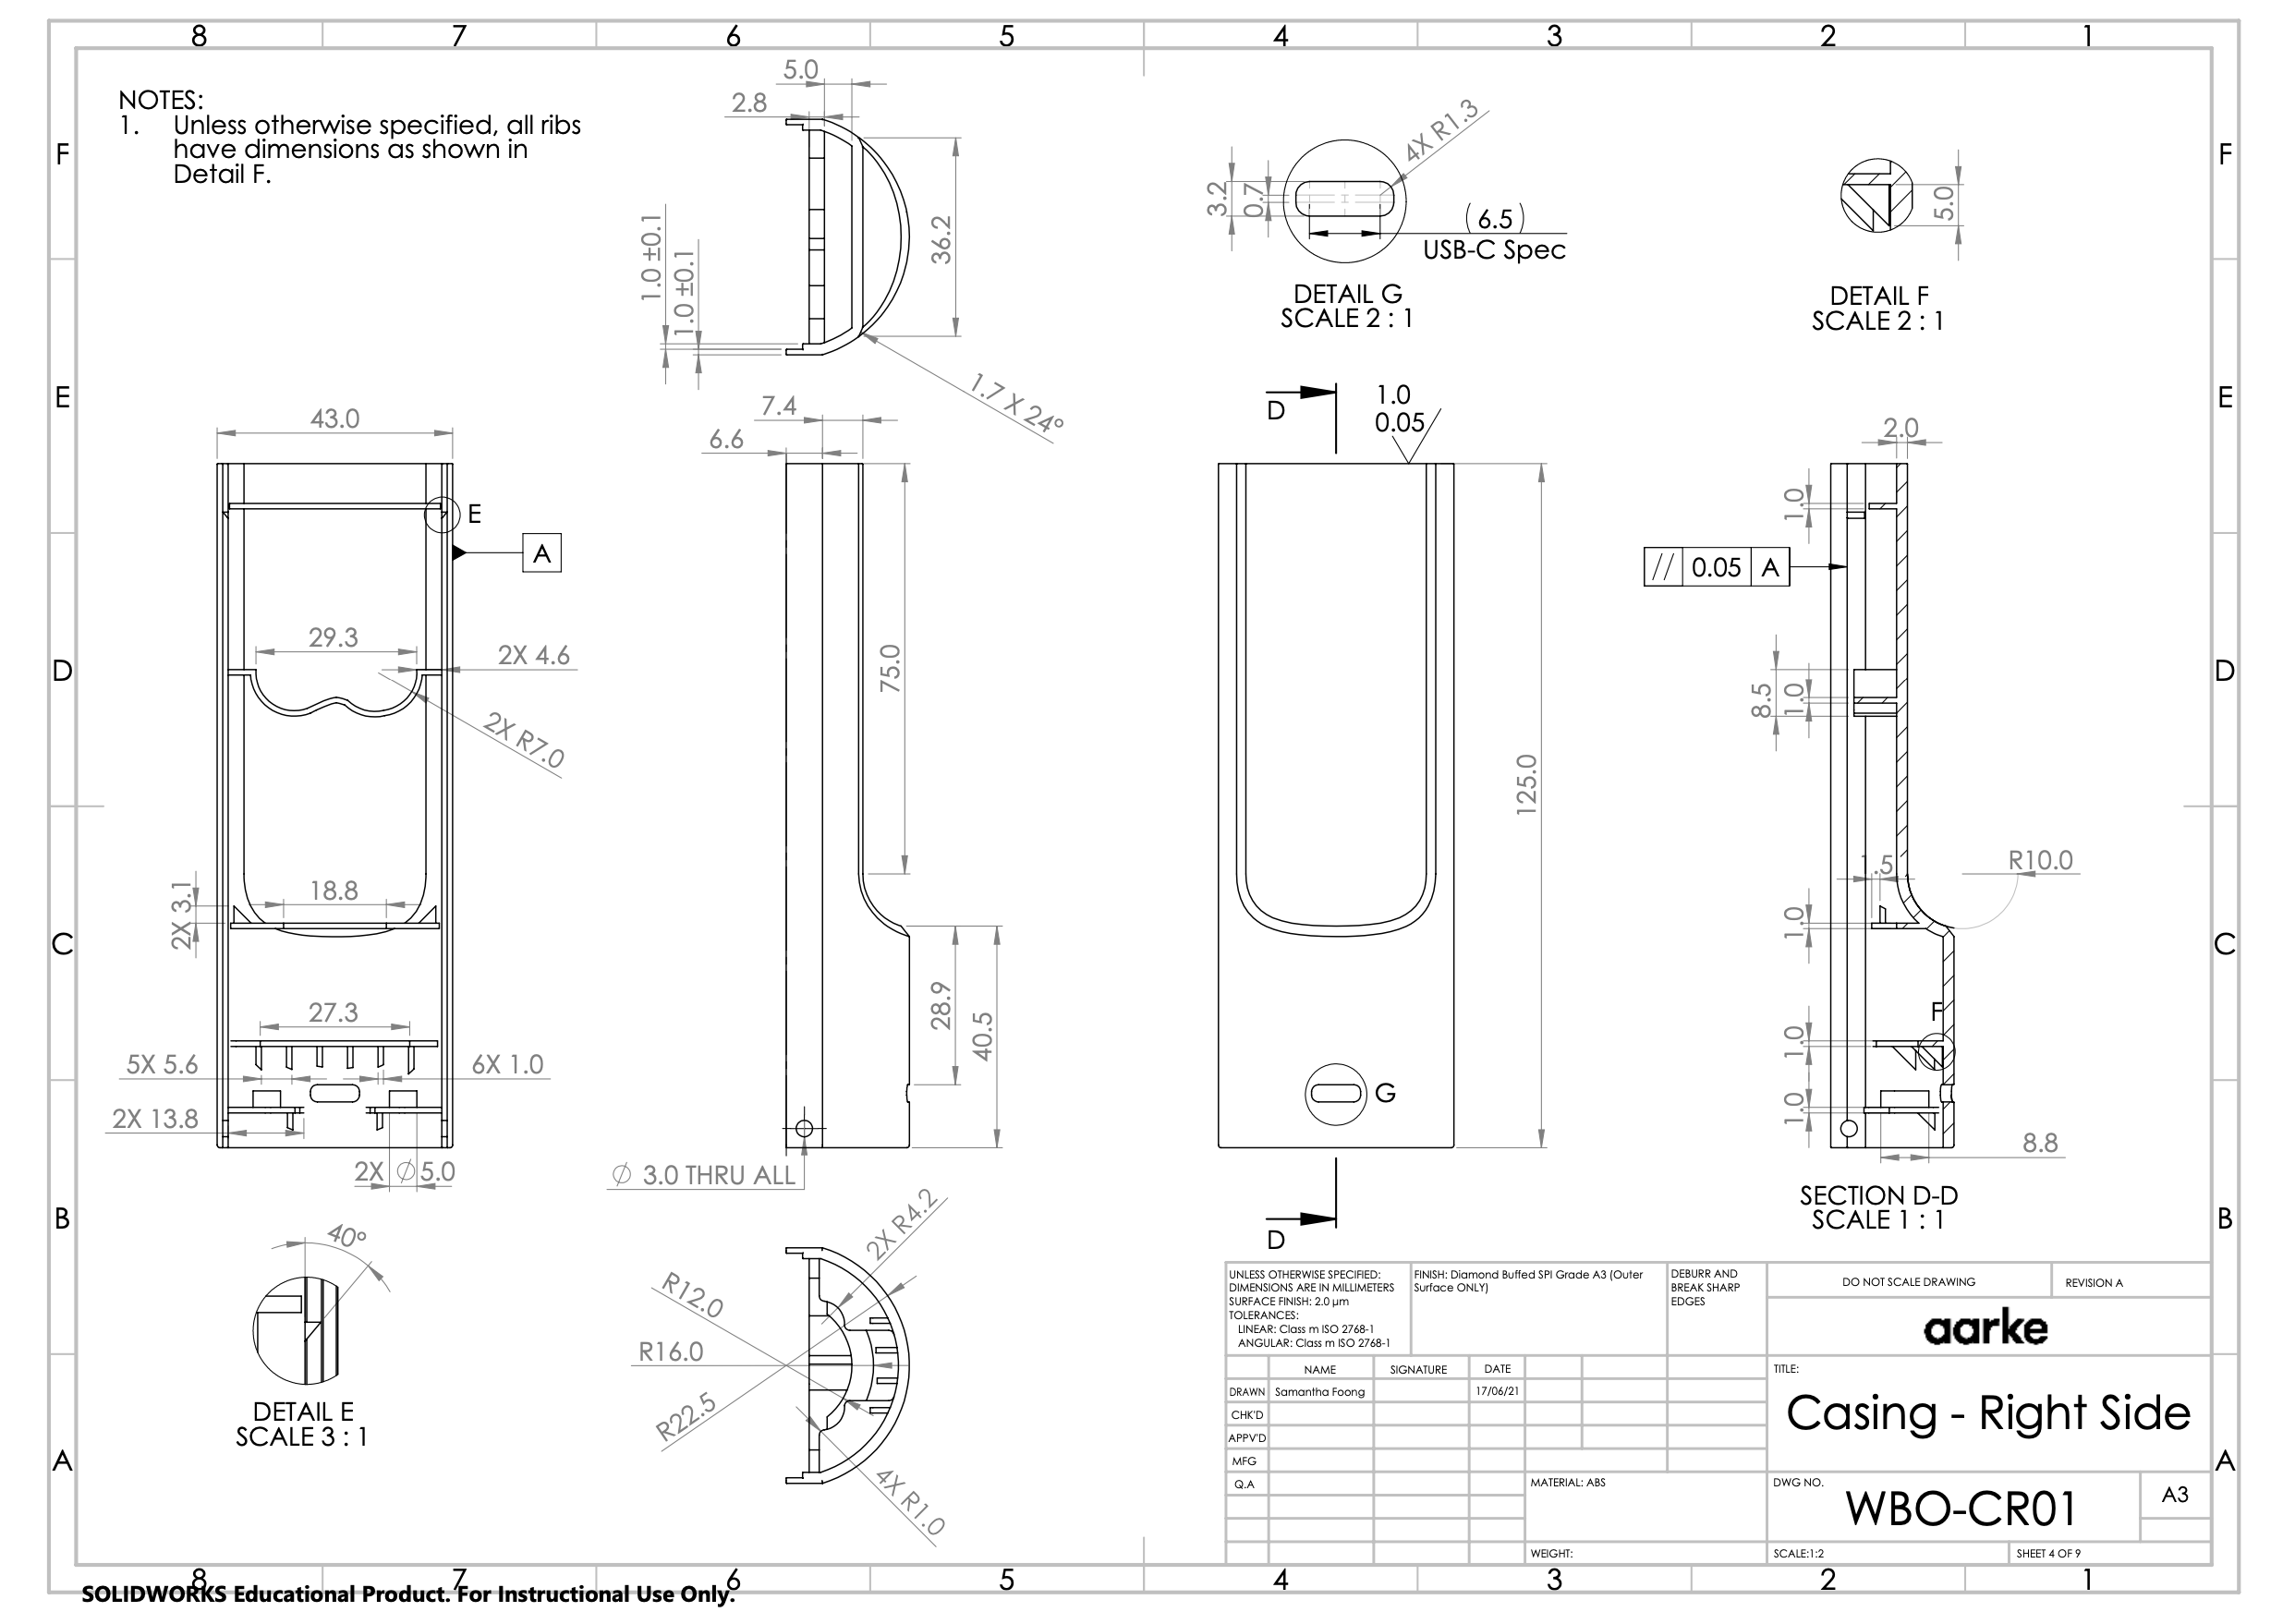 8 7 6 5 4 3 2 1
F
E
D
C
B
A
NOTES:
1. Unless otherwise specified, all ribs
have dimensions as shown in
Detail F.
5.0
2.8
36.2
1.0 ±0.1
1.0 ±0.1
1.7 X 24°
4X R1.3
3.2
0.7
(6.5)
USB-C Spec
DETAIL G
SCALE 2 : 1
5.0
DETAIL F
SCALE 2 : 1
43.0
E
A
29.3
2X 4.6
2X R7.0
18.8
2X 3.1
27.3
5X 5.6
6X 1.0
2X 13.8
2X ∅5.0
7.4
6.6
75.0
28.9
40.5
∅ 3.0 THRU ALL
D
1.0
0.05
125.0
G
D
2.0
1.0
// 0.05 A
8.5
1.0
.5
R10.0
1.0
F
1.0
1.0
8.8
SECTION D-D
SCALE 1 : 1
40°
DETAIL E
SCALE 3 : 1
2X R4.2
R12.0
R16.0
R22.5
4X R1.0
UNLESS OTHERWISE SPECIFIED:
DIMENSIONS ARE IN MILLIMETERS
SURFACE FINISH: 2.0 µm
TOLERANCES:
LINEAR: Class m ISO 2768-1
ANGULAR: Class m ISO 2768-1
FINISH: Diamond Buffed SPI Grade A3 (Outer
Surface ONLY)
DEBURR AND
BREAK SHARP
EDGES
DO NOT SCALE DRAWING
REVISION A
aarke
NAME SIGNATURE DATE
DRAWN Samantha Foong 17/06/21
CHK'D
APPV'D
MFG
Q.A
MATERIAL: ABS
WEIGHT:
TITLE:
Casing - Right Side
DWG NO.
WBO-CR01
A3
SCALE:1:2
SHEET 4 OF 9
F
E
D
C
B
A
8 7 6 5 4 3 2 1
SOLIDWORKS Educational Product. For Instructional Use Only.